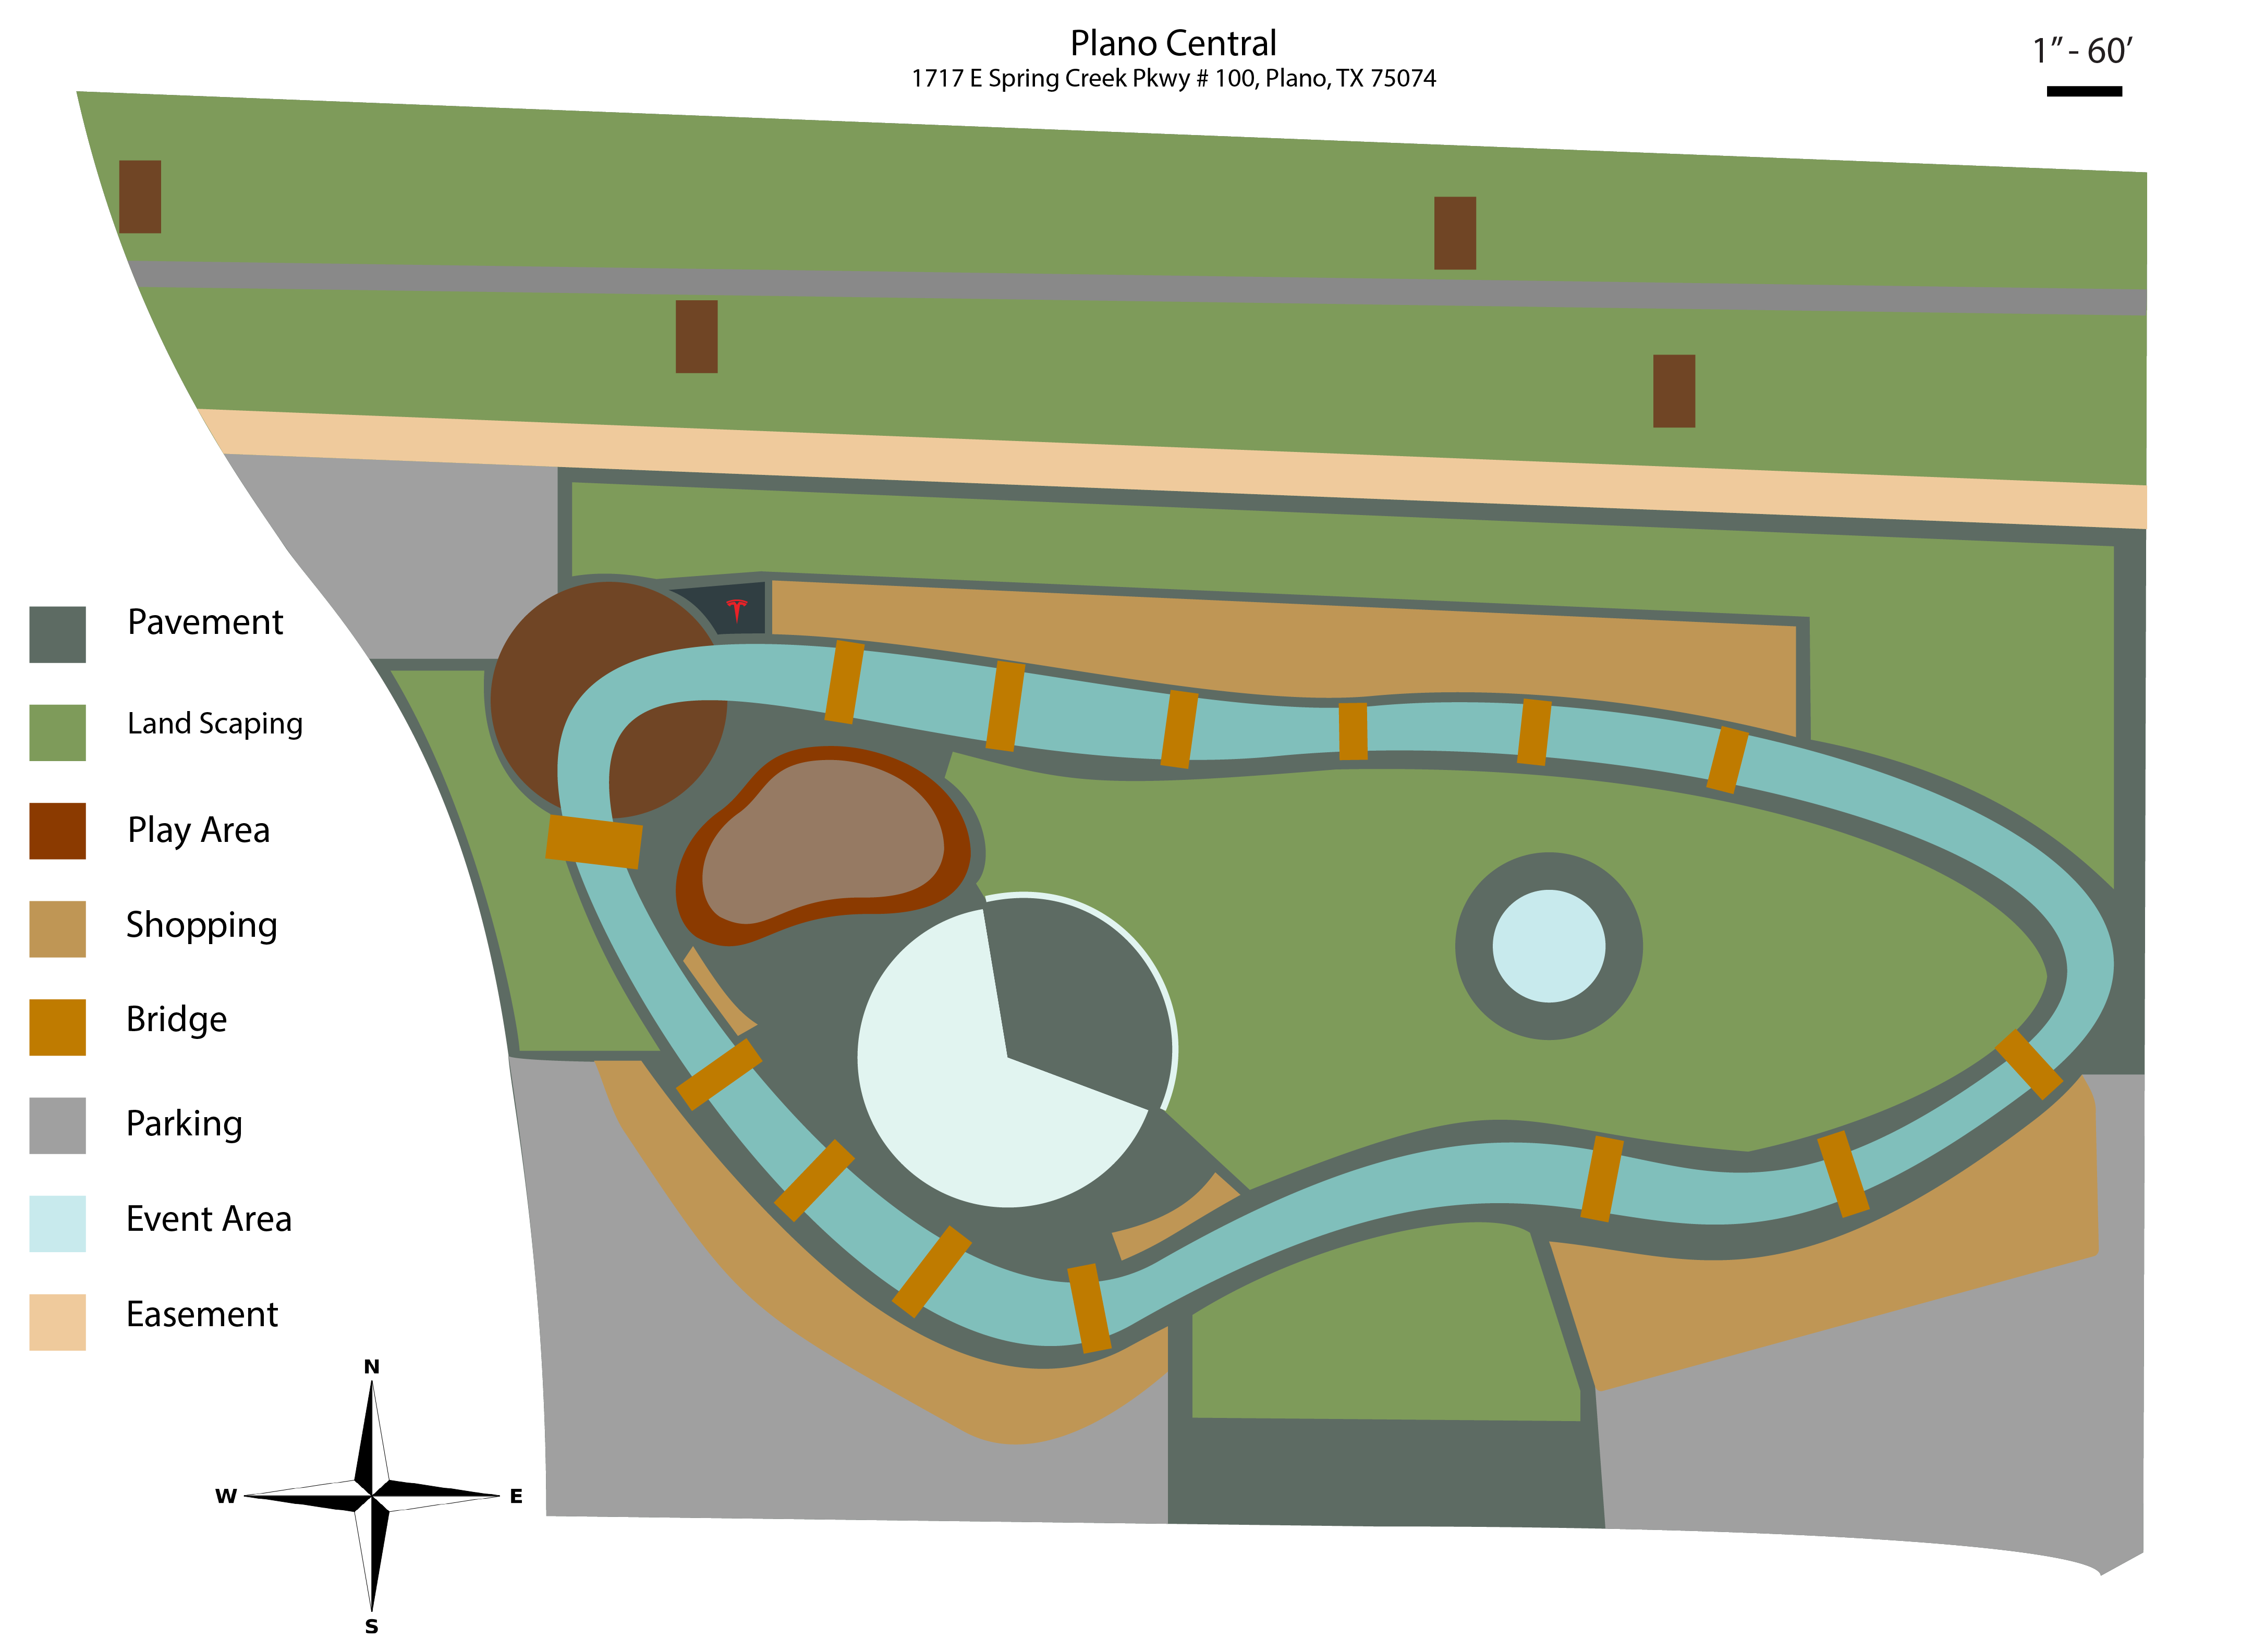 Plano Central
1717 E Spring Creek Pkwy # 100, Plano, TX 75074
1” - 60’
Pavement
Land Scaping
Play Area
Shopping
Bridge
Parking
Event Area
Easement
N
W
E
S